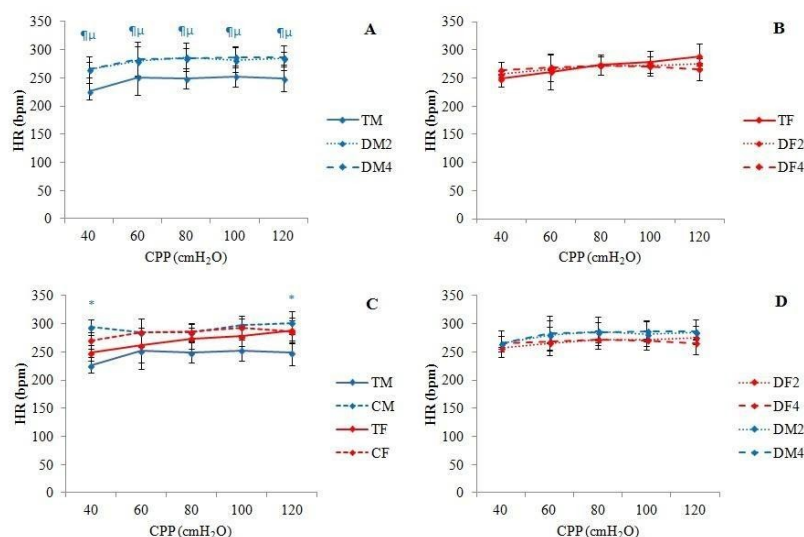 ¶µ ¶µ ¶µ ¶µ ¶µ
A
350
300
250
200
150
100
50
0
HR (bpm)
40 60 80 100 120
CPP (cmH₂O)
TM
DM2
DM4
B
350
300
250
200
150
100
50
0
HR (bpm)
40 60 80 100 120
CPP (cmH₂O)
TF
DF2
DF4
C
* *
350
300
250
200
150
100
50
0
HR (bpm)
40 60 80 100 120
CPP (cmH₂O)
TM
CM
TF
CF
D
350
300
250
200
150
100
50
0
HR (bpm)
40 60 80 100 120
CPP (cmH₂O)
DF2
DF4
DM2
DM4